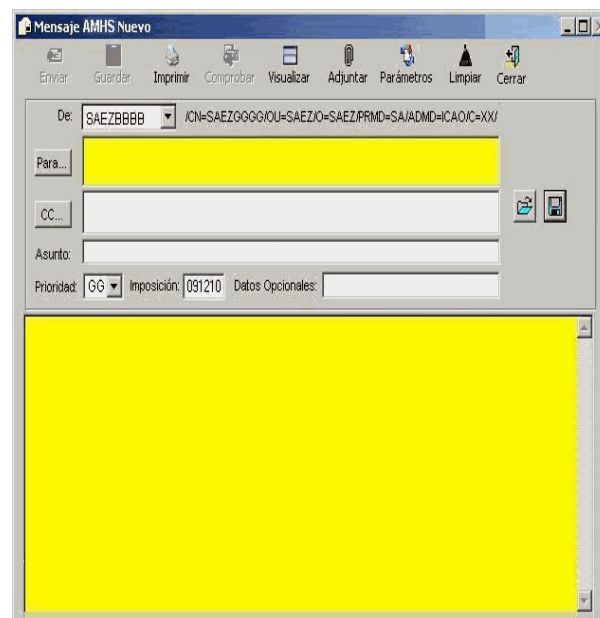 Mensaje AMHS Nuevo
Enviar Guardar Imprimir Comprobar Visualizar Adjuntar Parámetros Limpiar Cerrar
De: SAEZBBBB /CN=SAEZGGGG/OU=SAEZ/O=SAEZ/PRMD=SA/ADMD=ICAO/C=XX/
Para...
CC...
Asunto:
Prioridad: GG Imposición: 091210 Datos Opcionales: